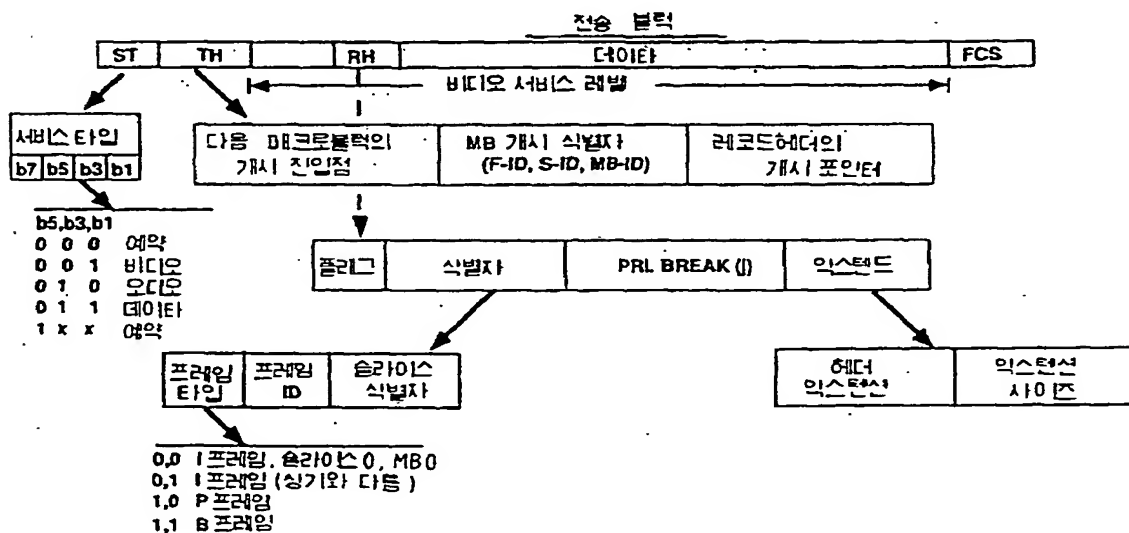 전송 블럭
ST TH RH 데이타 FCS
비디오 서비스 레벨
서비스 타입
b7 b5 b3 b1
다음 매크로블럭의
개시 진입점
MB 개시 식별자
(F-ID, S-ID, MB-ID)
레코드헤더의
개시 포인터
b5,b3,b1
0 0 0 예약
0 0 1 비디오
0 1 0 오디오
0 1 1 데이타
1 x x 예약
플래그 식별자 PRL BREAK (j) 익스텐드
프레임
타입
프레임
ID
슬라이스
식별자
헤더
익스텐션
익스텐션
사이즈
0,0 I 프레임, 슬라이스 0, MB 0
0,1 I 프레임 (상기와 다름)
1,0 P 프레임
1,1 B 프레임